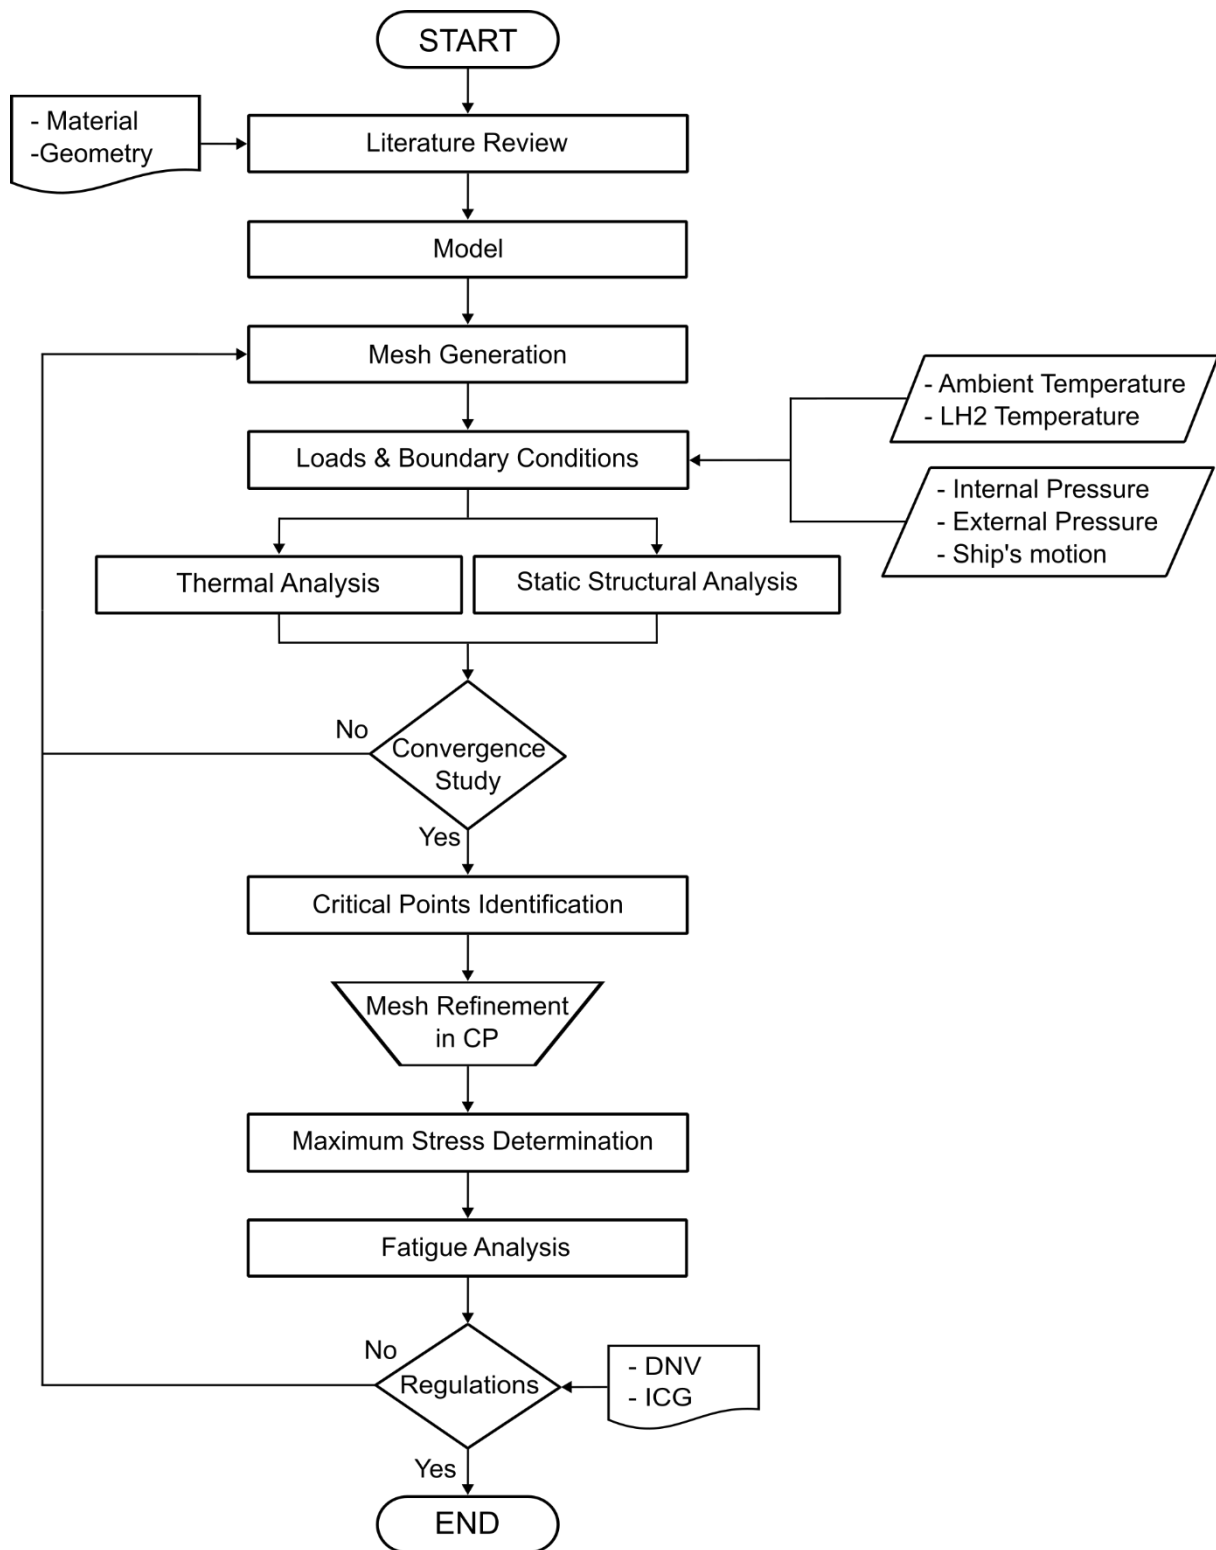 START
- Material
-Geometry
Literature Review
Model
Mesh Generation
- Ambient Temperature
- LH2 Temperature
Loads & Boundary Conditions
- Internal Pressure
- External Pressure
- Ship's motion
Thermal Analysis
Static Structural Analysis
No
Convergence
Study
Yes
Critical Points Identification
Mesh Refinement
in CP
Maximum Stress Determination
Fatigue Analysis
No
Regulations
- DNV
- ICG
Yes
END